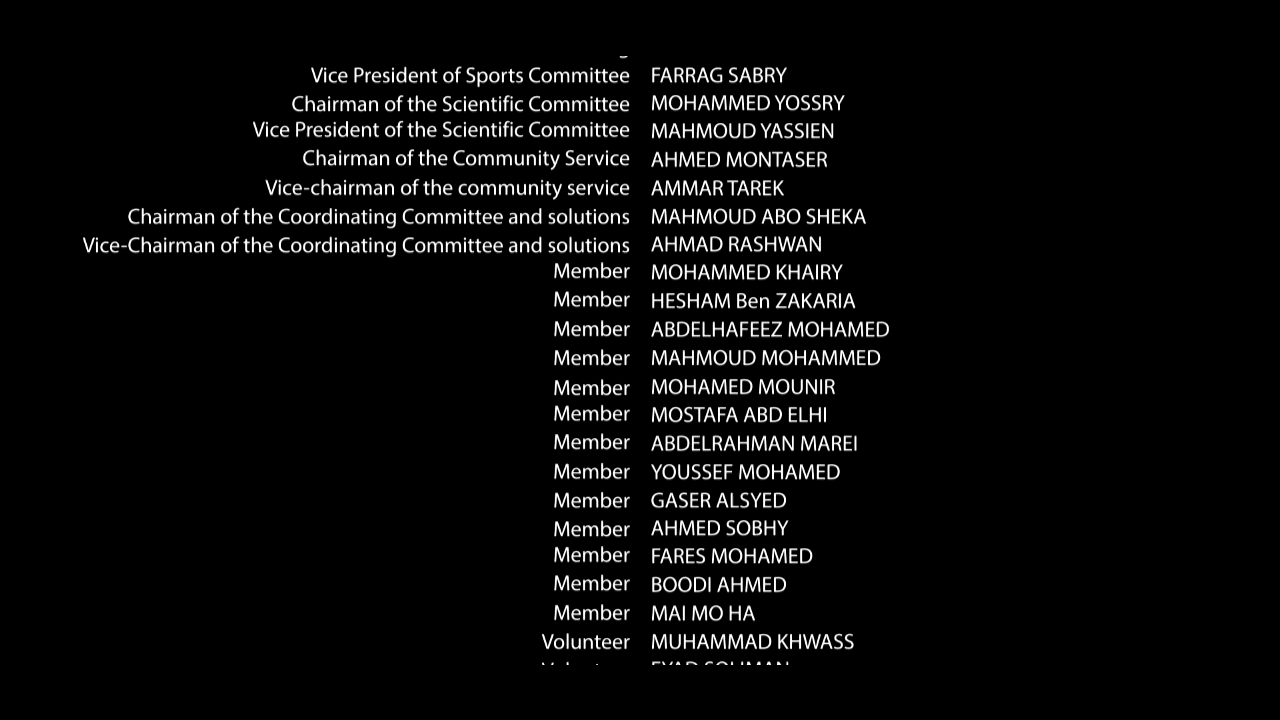 Vice President of Sports Committee FARRAG SABRY
Chairman of the Scientific Committee MOHAMMED YOSSRY
Vice President of the Scientific Committee MAHMOUD YASSIEN
Chairman of the Community Service AHMED MONTASER
Vice-chairman of the community service AMMAR TAREK
Chairman of the Coordinating Committee and solutions MAHMOUD ABO SHEKA
Vice-Chairman of the Coordinating Committee and solutions AHMAD RASHWAN
Member MOHAMMED KHAIRY
Member HESHAM Ben ZAKARIA
Member ABDELHAFEEZ MOHAMED
Member MAHMOUD MOHAMMED
Member MOHAMED MOUNIR
Member MOSTAFA ABD ELHI
Member ABDELRAHMAN MAREI
Member YOUSSEF MOHAMED
Member GASER ALSYED
Member AHMED SOBHY
Member FARES MOHAMED
Member BOODI AHMED
Member MAI MO HA
Volunteer MUHAMMAD KHWASS